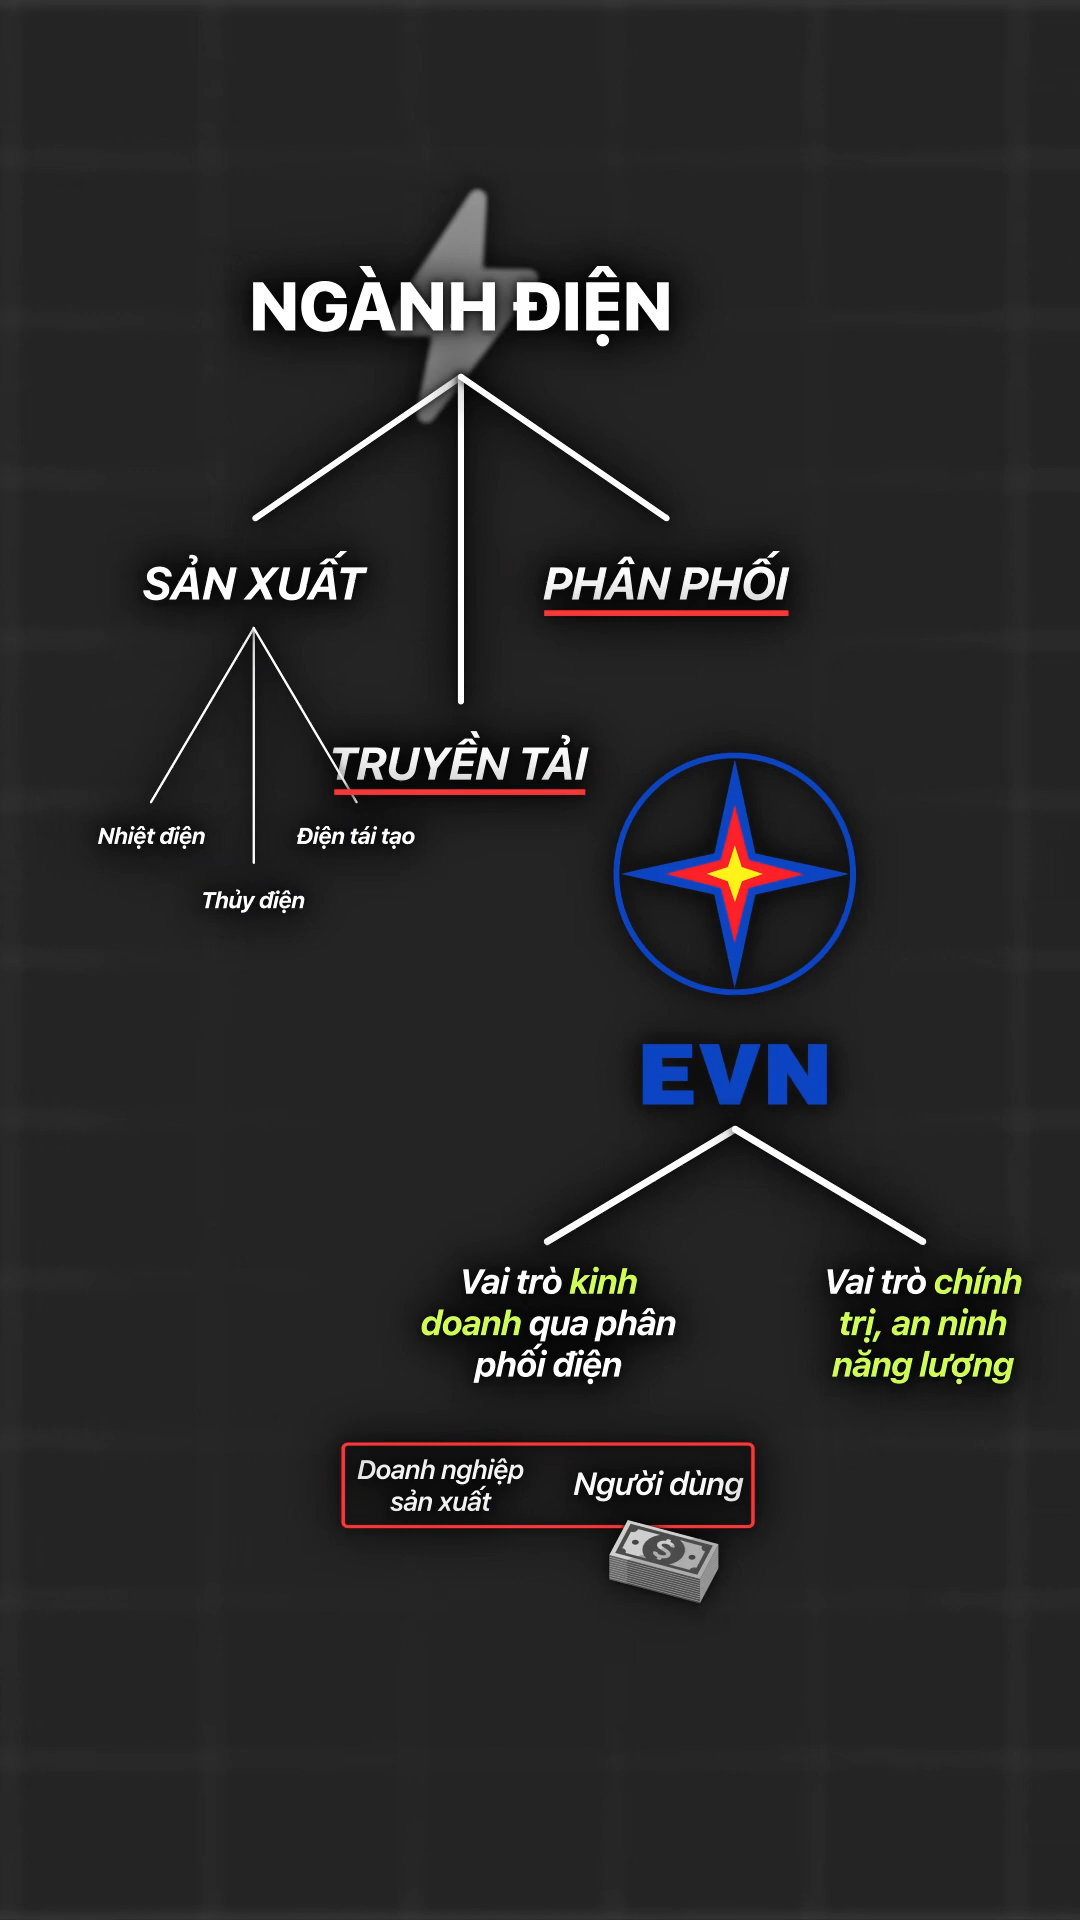 NGÀNH ĐIỆN
SẢN XUẤT
PHÂN PHỐI
TRUYỀN TẢI
Nhiệt điện
Điện tái tạo
Thủy điện
EVN
Vai trò kinh
doanh qua phân
phối điện
Vai trò chính
trị, an ninh
năng lượng
Doanh nghiệp
sản xuất
Người dùng
$